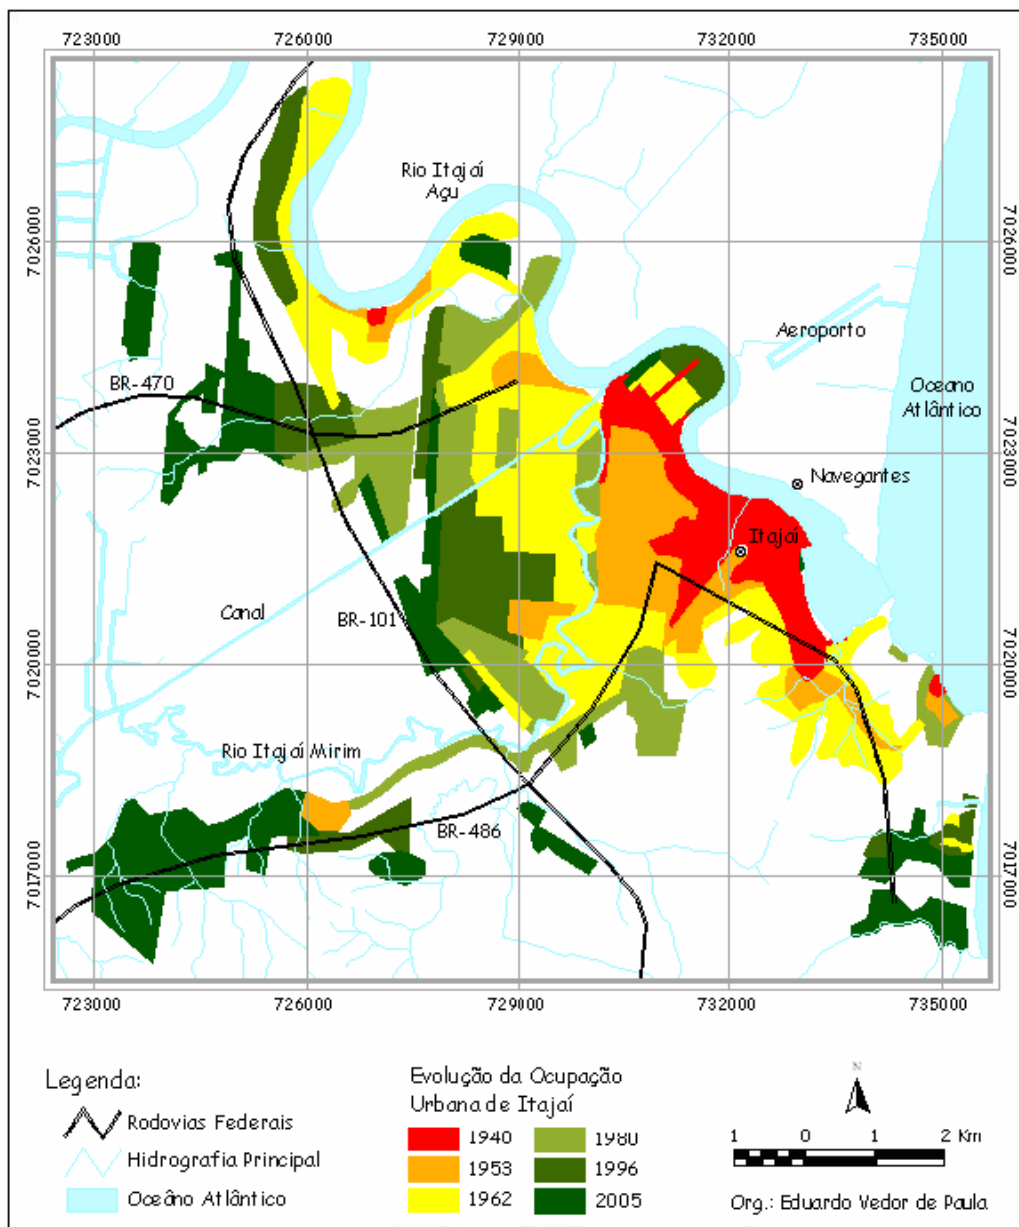 723000 726000 729000 732000 735000
Rio Itajaí
Açu
7026000 7026000
Aeroporto
BR-470
Oceano
Atlântico
7023000 7023000
Navegantes
Itajaí
Canal
BR-101
7020000 7020000
Rio Itajaí Mirim
BR-486
7017000 7017000
723000 726000 729000 732000 735000
Legenda:
Rodovias Federais
Hidrografia Principal
Oceâno Atlântico
Evolução da Ocupação
Urbana de Itajaí
1940 1980
1953 1996
1962 2005
N
1 0 1 2 Km
Org.: Eduardo Vedor de Paula